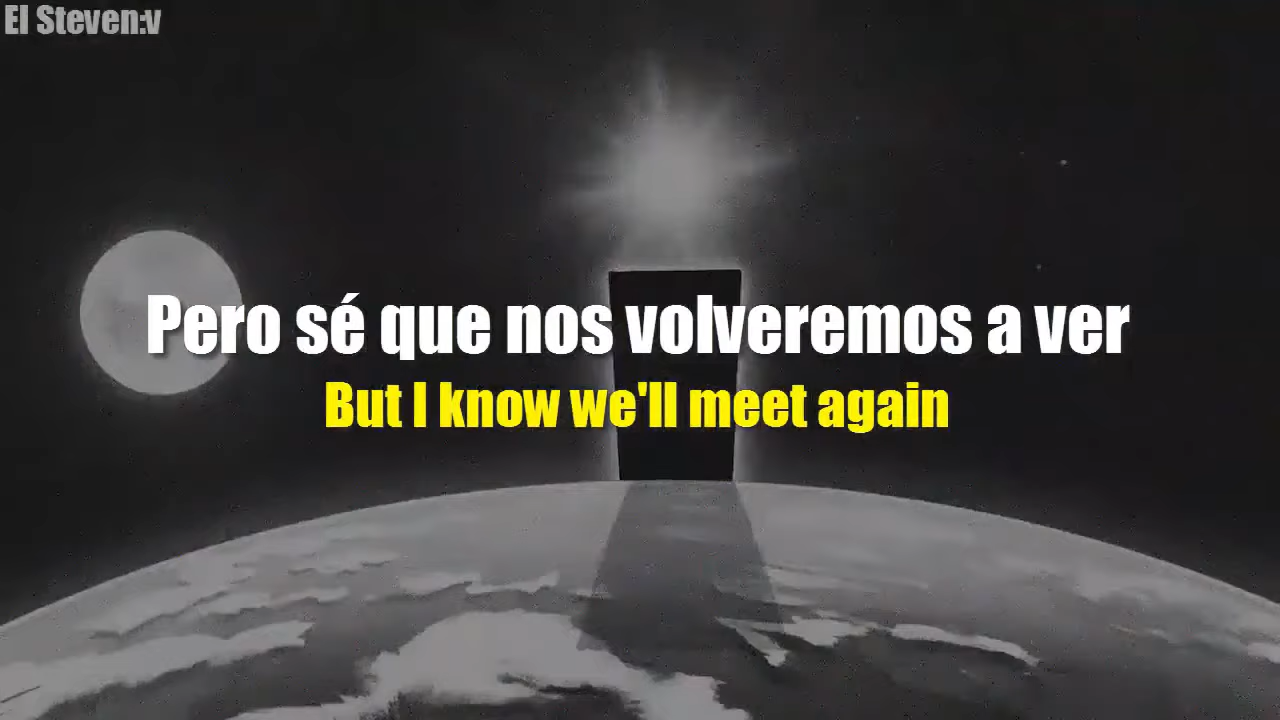 El Steven:v
Pero sé que nos volveremos a ver
But I know we'll meet again